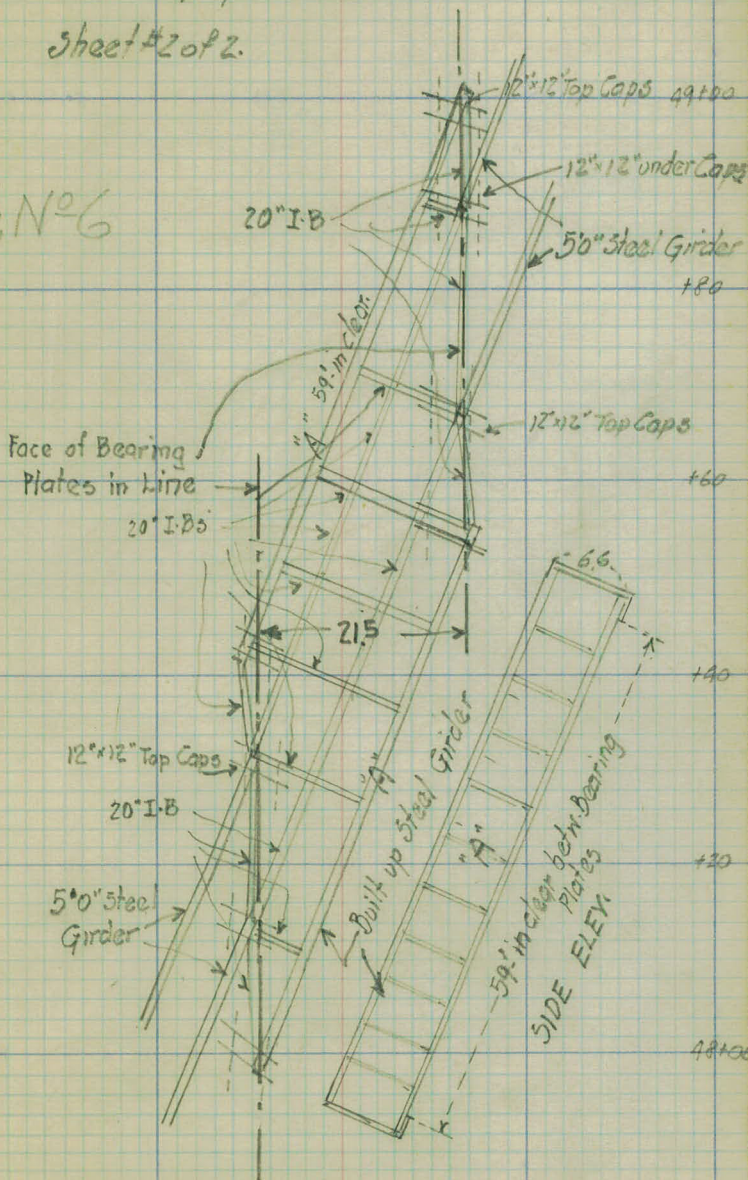 Sheet #2 of 2.
Nº6
12"x12" Top Caps
49+00
12"x12" under Caps
20" I-B
5'0" Steel Girder
+80
"A" 59'-in clear.
12"x12" Top Caps
Face of Bearing
Plates in Line
+60
20" I-Bs
6.6
21.5
+40
12"x12" Top Caps
20" I-B
"A"
Built up Steel Girder
"A"
59'-in clear betw. Bearing
Plates
SIDE ELEV.
+20
5'0" Steel
Girder
48+00